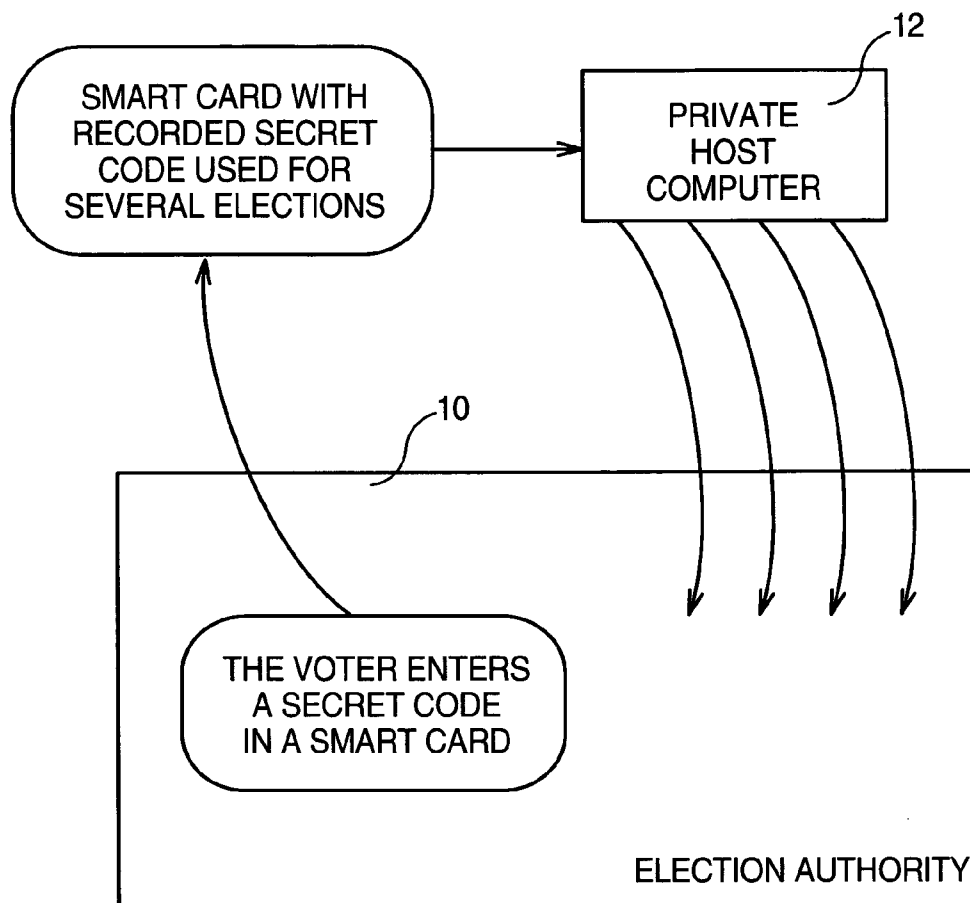 12
SMART CARD WITH
RECORDED SECRET
CODE USED FOR
SEVERAL ELECTIONS
PRIVATE
HOST
COMPUTER
10
THE VOTER ENTERS
A SECRET CODE
IN A SMART CARD
ELECTION AUTHORITY